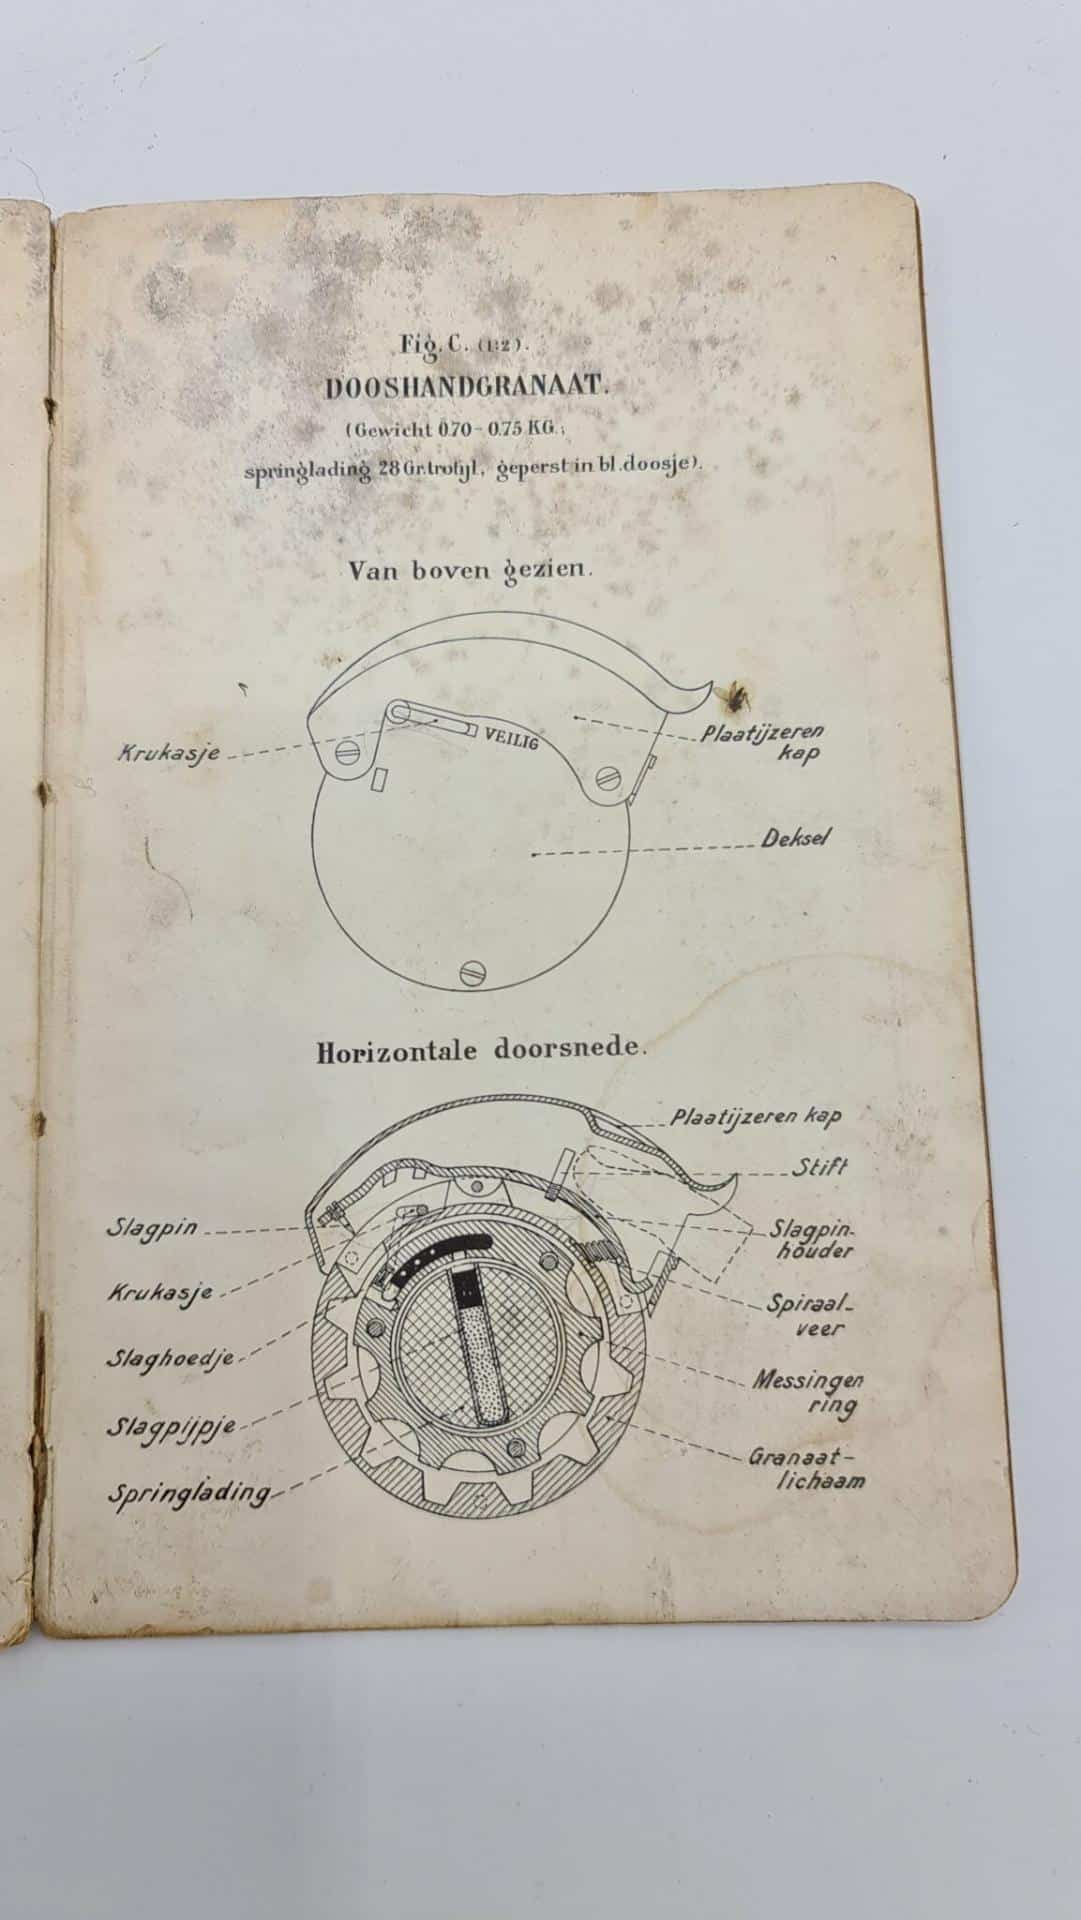 Fig. C. (1:2).
DOOSHANDGRANAAT.
(Gewicht 0.70-0.75 KG.;
springlading 28 Gr. trotijl, geperst in bl. doosje).
Van boven gezien.
Krukasje
VEILIG
Plaatijzeren
kap
Deksel
Horizontale doorsnede.
Plaatijzeren kap
Stift
Slagpin
Slagpin-
houder
Krukasje
Spiraal-
veer
Slaghoedje
Messingen
ring
Slagpijpje
Granaat-
lichaam
Springlading